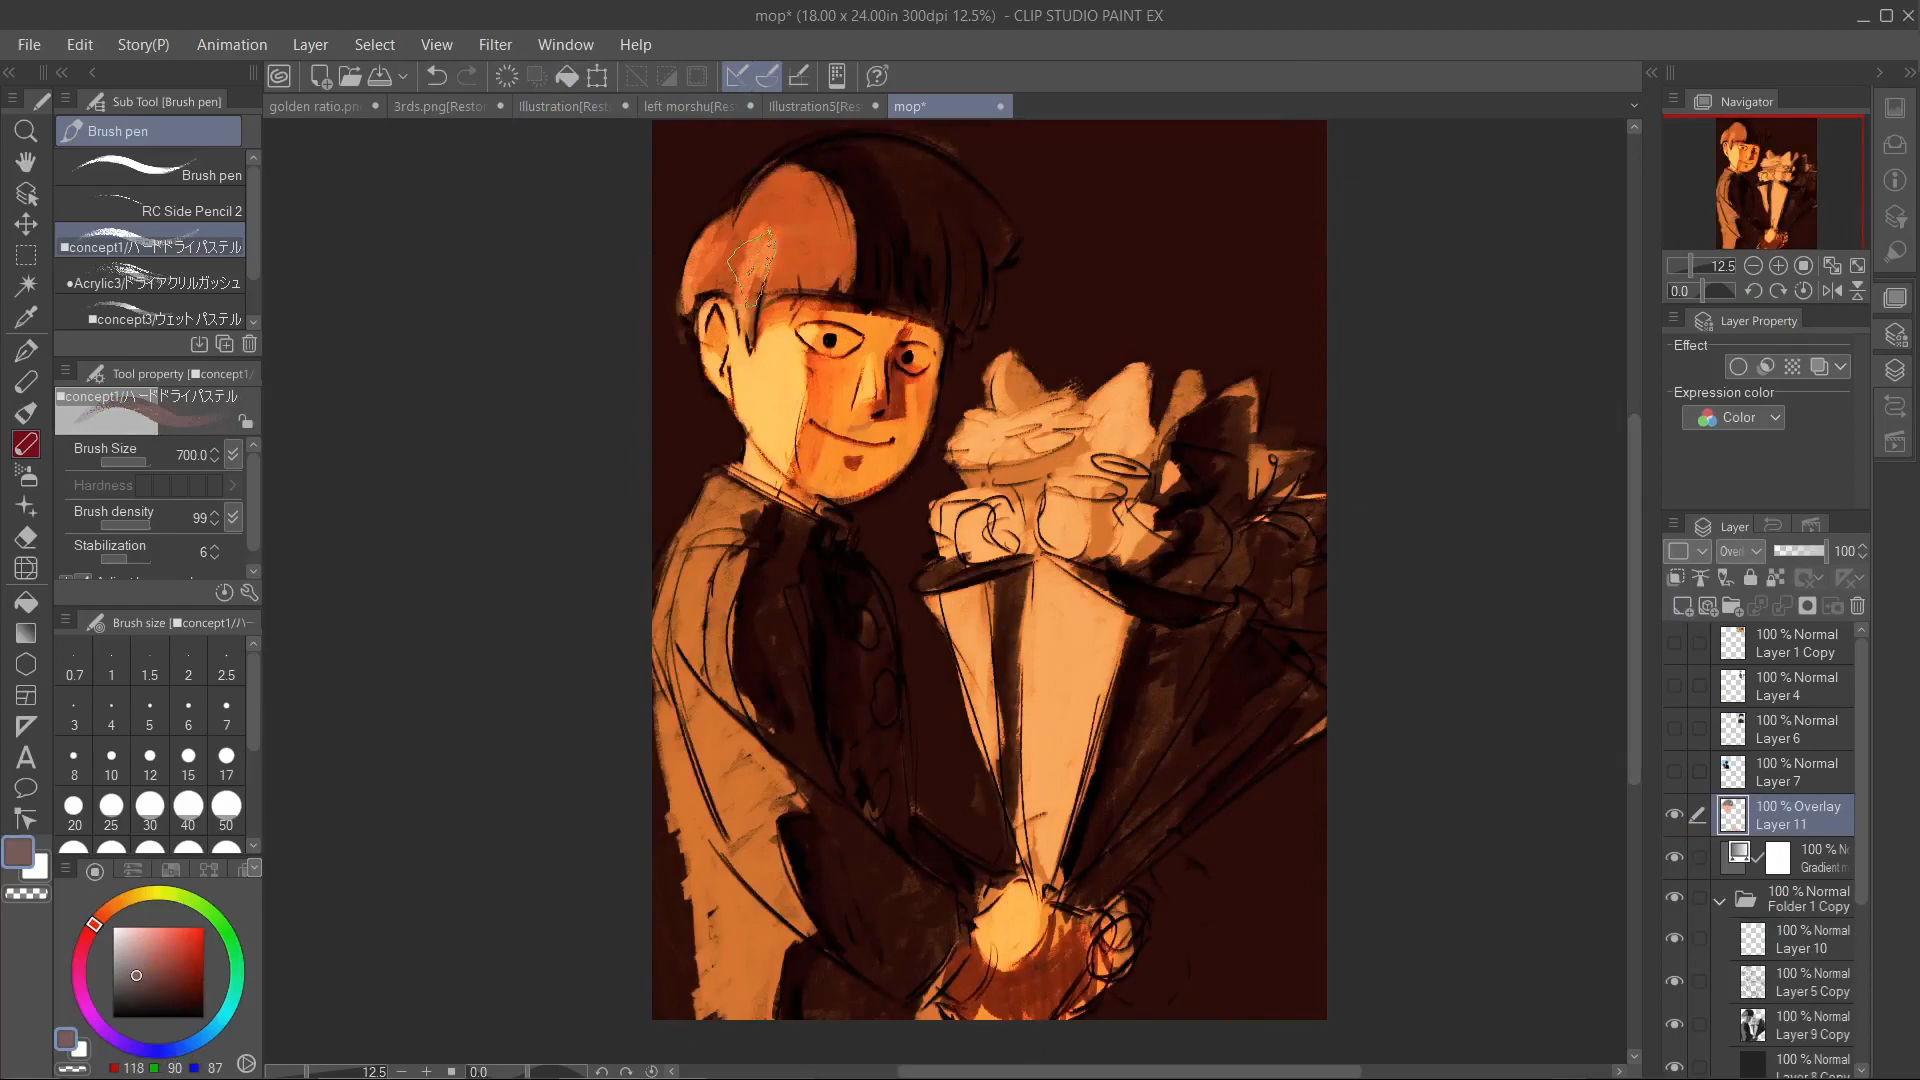 mop* (18.00 x 24.00in 300dpi 12.5%) - CLIP STUDIO PAINT EX
File Edit Story(P) Animation Layer Select View Filter Window Help
Sub Tool [Brush pen]
golden ratio.pn 3rds.png[Restor Illustration[Resto left morshu[Rest Illustration5[Res mop*
Brush pen
Brush pen
RC Side Pencil 2
■concept1/ハードドライパステル
●Acrylic3/ドライアクリルガッシュ
■concept3/ウェットパステル
Tool property [■concept1/
■concept1/ハードドライパステル
Brush Size 700.0
Hardness
Brush density 99
Stabilization 6
Brush size [■concept1/ハー
0.7 1 1.5 2 2.5
3 4 5 6 7
8 10 12 15 17
20 25 30 40 50
118 90 87
12.5 0.0
Navigator
12.5
0.0
Layer Property
Effect
Expression color
Color
Layer
Overl 100
100 % Normal
Layer 1 Copy
100 % Normal
Layer 4
100 % Normal
Layer 6
100 % Normal
Layer 7
100 % Overlay
Layer 11
100 % No
Gradient m
100 % Normal
Folder 1 Copy
100 % Normal
Layer 10
100 % Normal
Layer 5 Copy
100 % Normal
Layer 9 Copy
100 % Normal
Layer 8 Copy